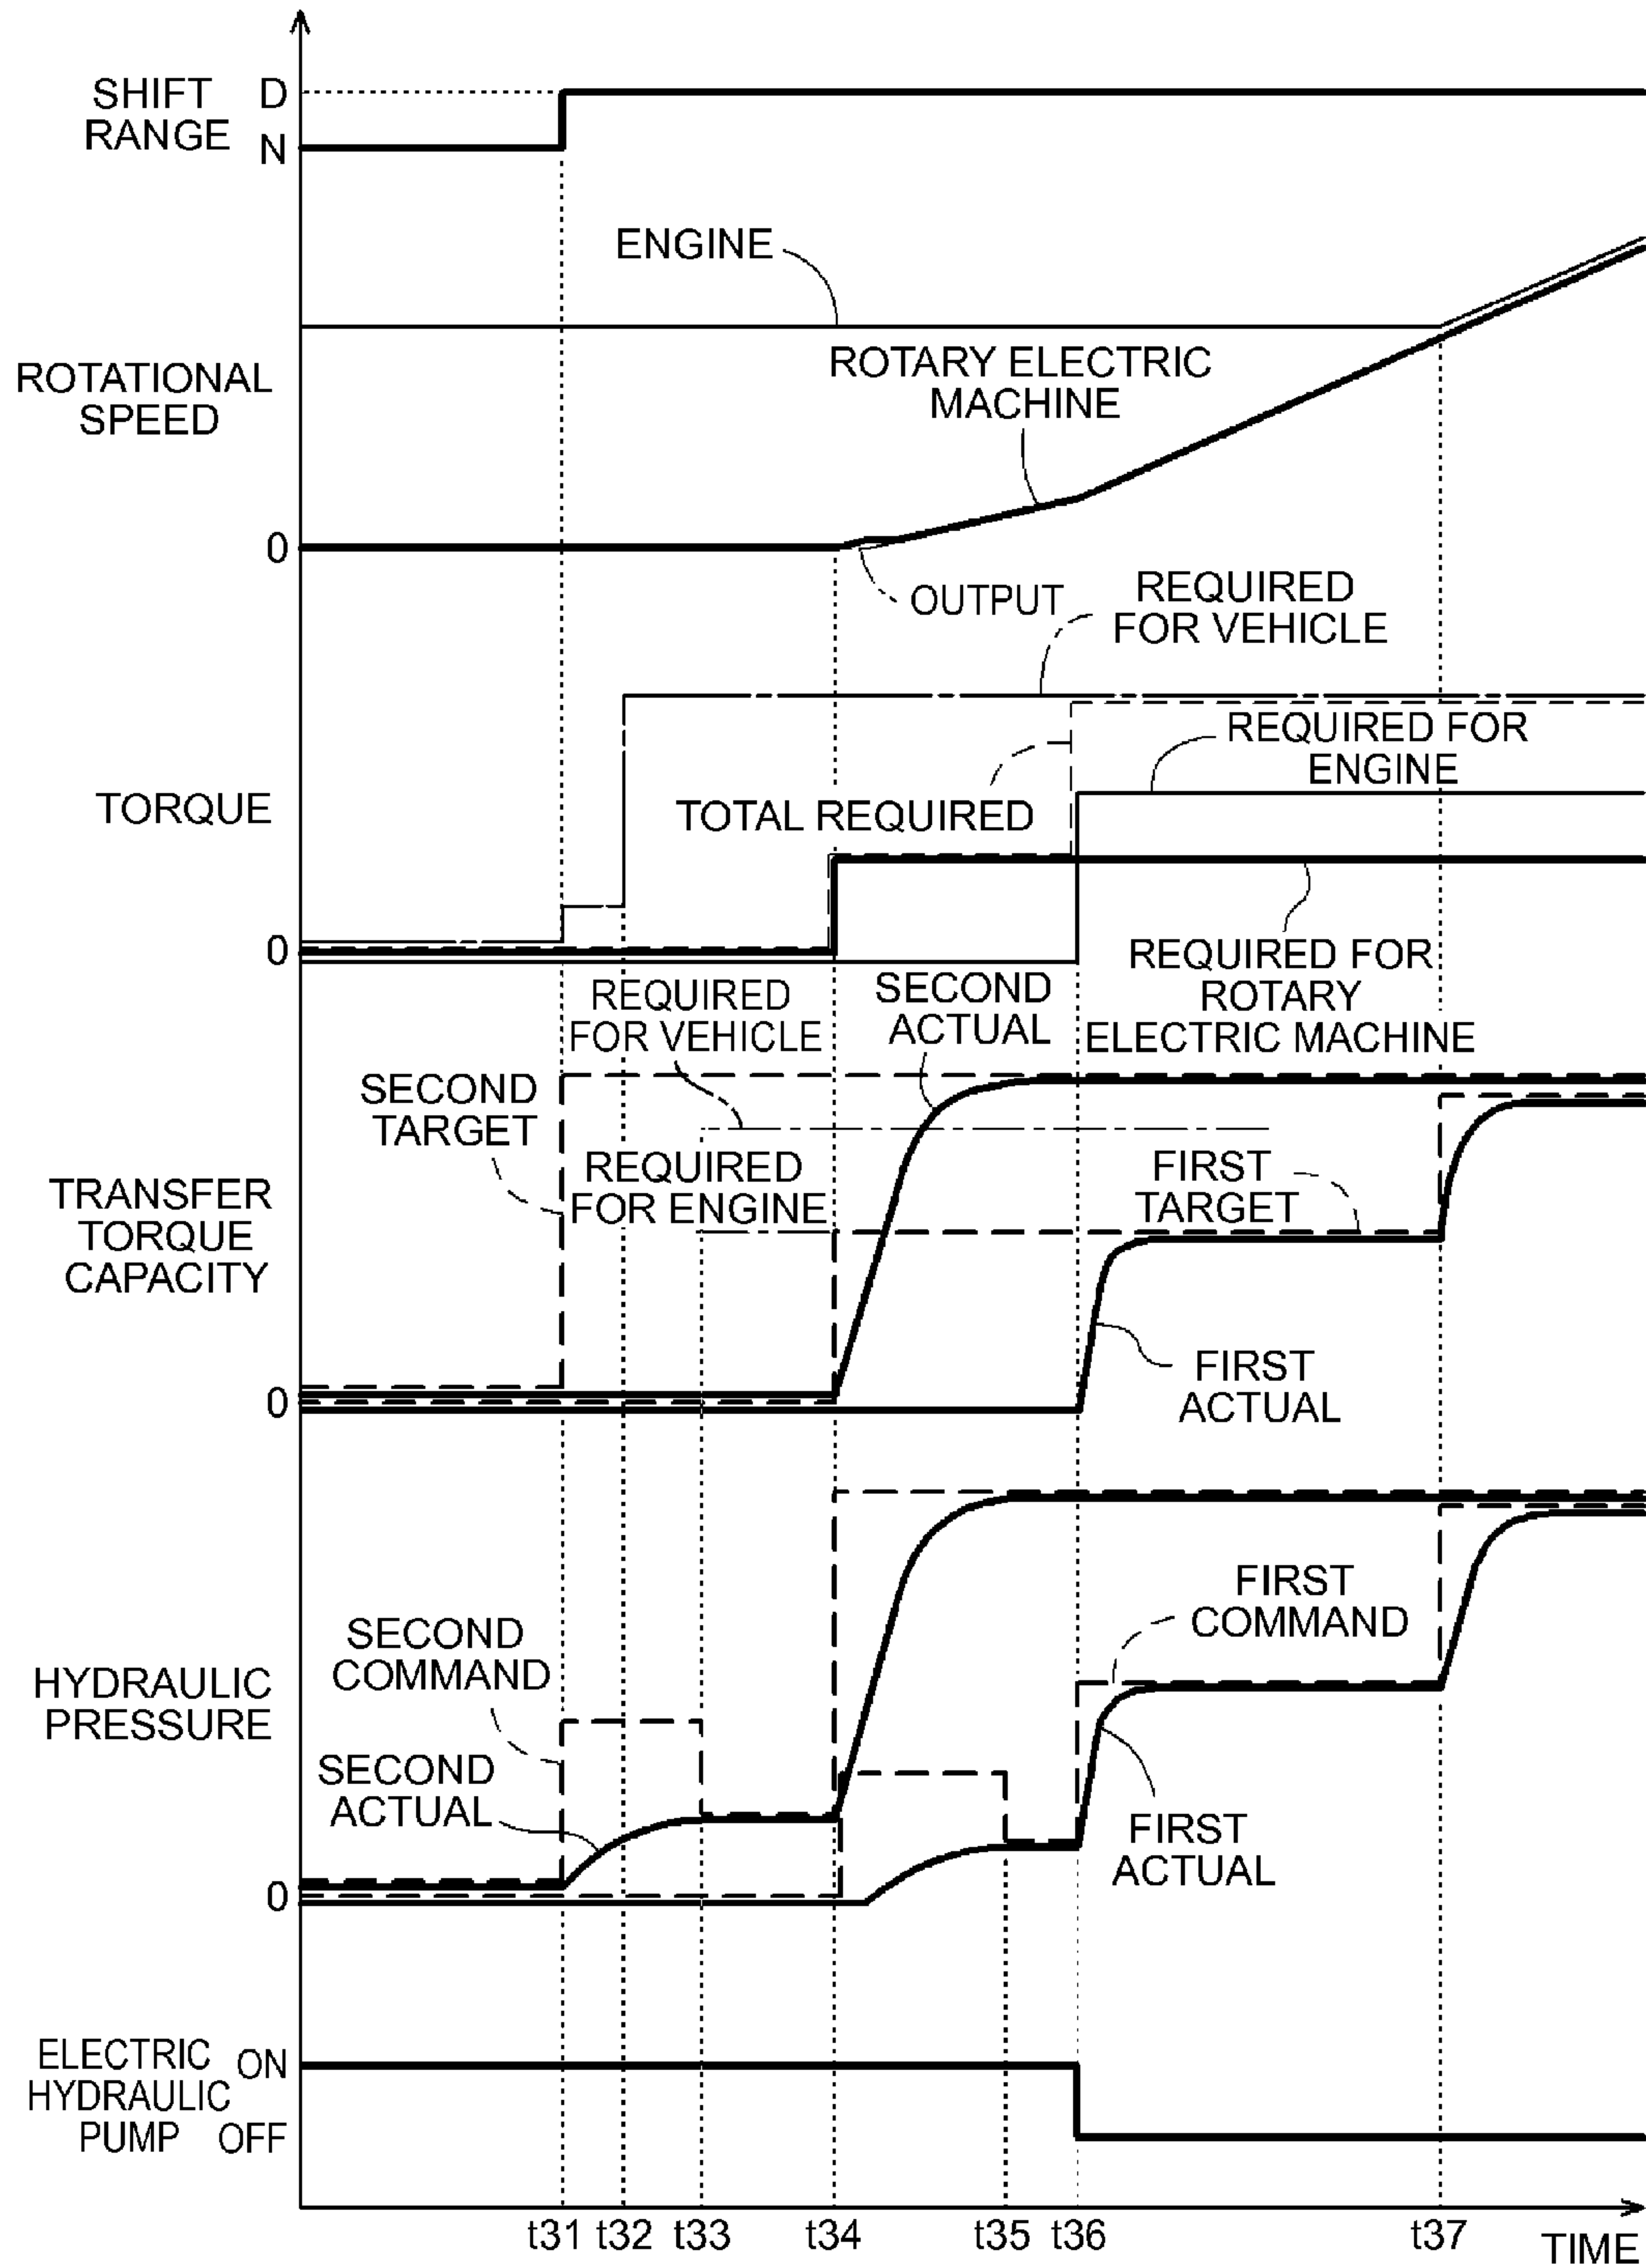 SHIFT RANGE
D
N
ENGINE
ROTARY ELECTRIC
MACHINE
ROTATIONAL
SPEED
0
OUTPUT
REQUIRED
FOR VEHICLE
REQUIRED FOR
ENGINE
TORQUE
TOTAL REQUIRED
0
REQUIRED FOR
ROTARY
ELECTRIC MACHINE
REQUIRED
FOR VEHICLE
SECOND
ACTUAL
SECOND
TARGET
REQUIRED
FOR ENGINE
FIRST
TARGET
TRANSFER
TORQUE
CAPACITY
FIRST
ACTUAL
0
FIRST
COMMAND
SECOND
COMMAND
HYDRAULIC
PRESSURE
SECOND
ACTUAL
FIRST
ACTUAL
0
ELECTRIC
HYDRAULIC
PUMP
ON
OFF
t31 t32 t33 t34 t35 t36 t37 TIME